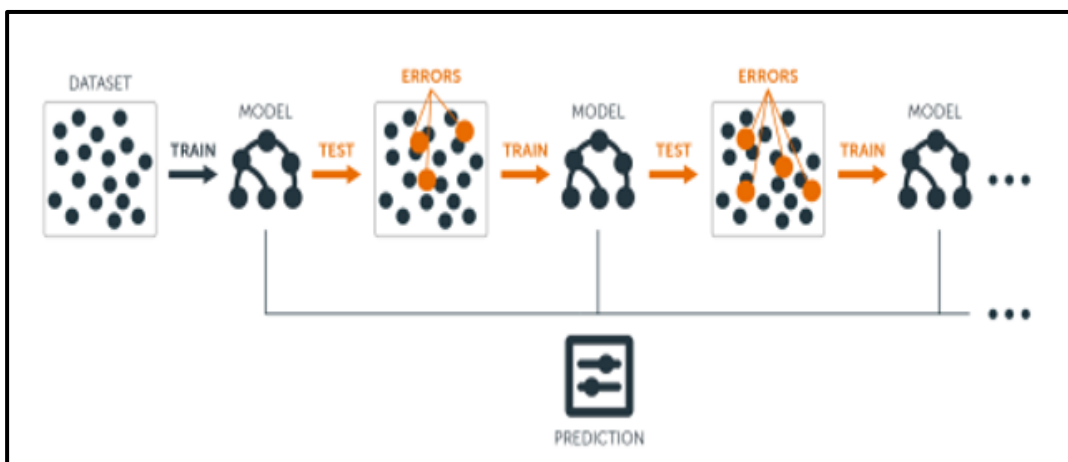 DATASET
MODEL
ERRORS
MODEL
ERRORS
MODEL
TRAIN
TEST
TRAIN
TEST
TRAIN
PREDICTION